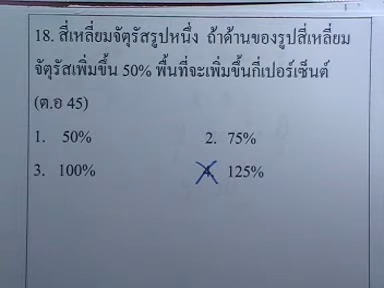 18. สี่เหลี่ยมจัตุรัสรูปหนึ่ง ถ้าด้านของรูปสี่เหลี่ยม
จัตุรัสเพิ่มขึ้น 50% พื้นที่จะเพิ่มขึ้นกี่เปอร์เซ็นต์
(ต.อ 45)
1. 50% 2. 75%
3. 100% 4. 125%